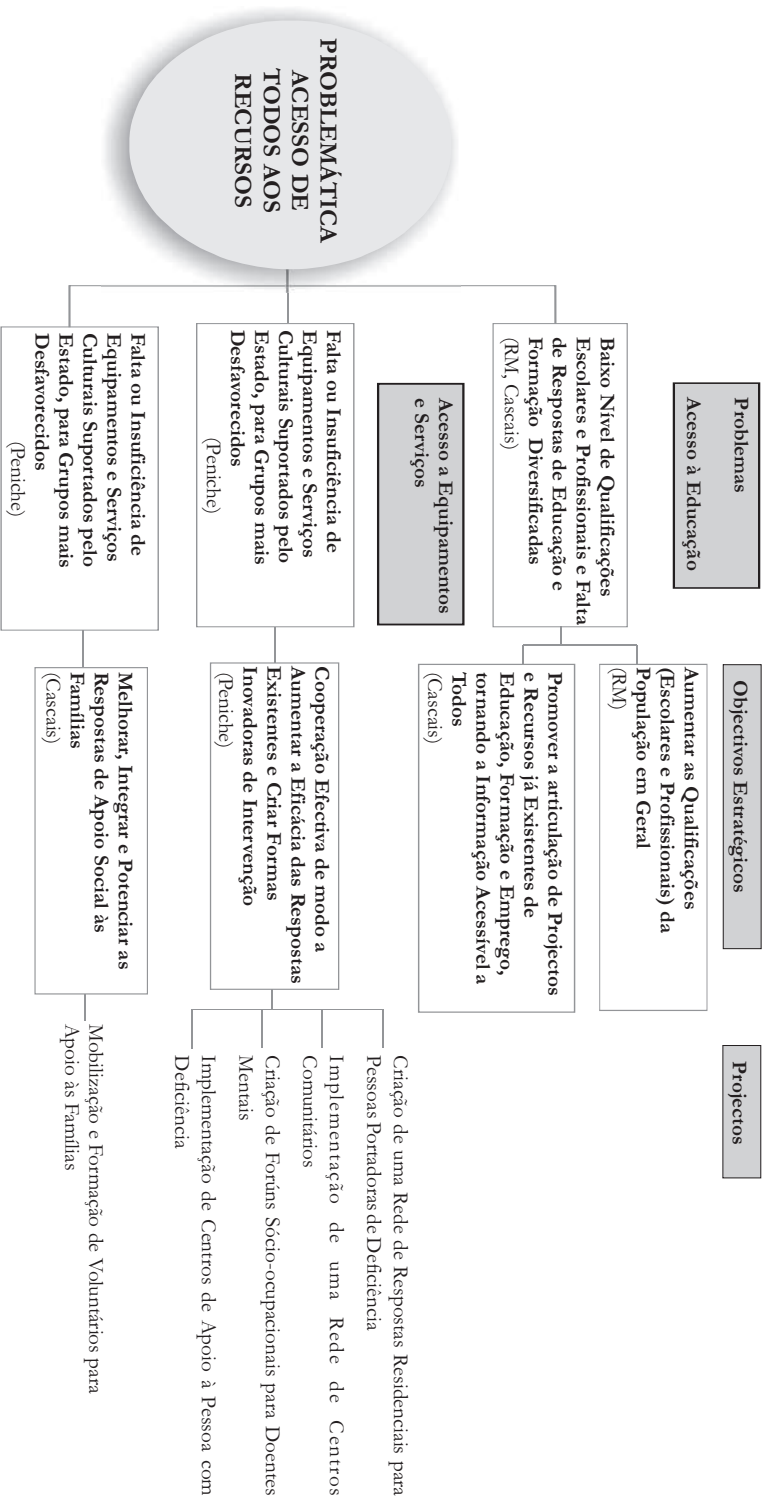 PROBLEMÁTICA
ACESSO DE
TODOS AOS
RECURSOS
Problemas
Acesso à Educação
Objectivos Estratégicos
Projectos
Baixo Nível de Qualificações
Escolares e Profissionais e Falta
de Respostas de Educação e
Formação Diversificadas
(RM, Cascais)
Aumentar as Qualificações
(Escolares e Profissionais) da
População em Geral
(RM)
Promover a articulação de Projectos
e Recursos já Existentes de
Educação, Formação e Emprego,
tornando a Informação Acessível a
Todos
(Cascais)
Acesso a Equipamentos
e Serviços
Falta ou Insuficiência de
Equipamentos e Serviços
Culturais Suportados pelo
Estado, para Grupos mais
Desfavorecidos
(Peniche)
Cooperação Efectiva de modo a
Aumentar a Eficácia das Respostas
Existentes e Criar Formas
Inovadoras de Intervenção
(Peniche)
Criação de uma Rede de Respostas Residenciais para
Pessoas Portadoras de Deficiência
Implementação de uma Rede de Centros
Comunitários
Criação de Forúns Sócio-ocupacionais para Doentes
Mentais
Implementação de Centros de Apoio à Pessoa com
Deficiência
Falta ou Insuficiência de
Equipamentos e Serviços
Culturais Suportados pelo
Estado, para Grupos mais
Desfavorecidos
(Peniche)
Melhorar, Integrar e Potenciar as
Respostas de Apoio Social às
Famílias
(Cascais)
Mobilização e Formação de Voluntários para
Apoio às Famílias